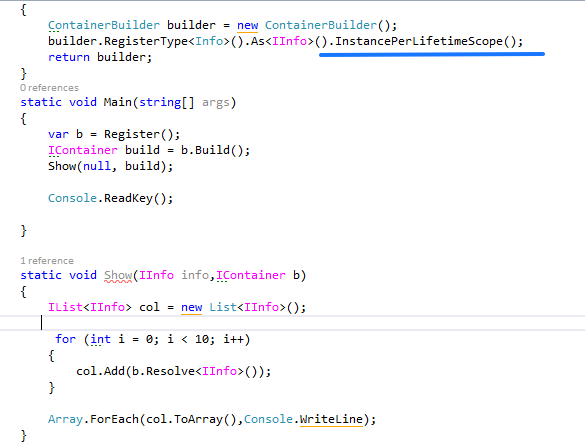 {
ContainerBuilder builder = new ContainerBuilder();
builder.RegisterType<Info>().As<IInfo>().InstancePerLifetimeScope();
return builder;
}
0 references
static void Main(string[] args)
{
var b = Register();
IContainer build = b.Build();
Show(null, build);
Console.ReadKey();
}
1 reference
static void Show(IInfo info,IContainer b)
{
IList<IInfo> col = new List<IInfo>();
for (int i = 0; i < 10; i++)
{
col.Add(b.Resolve<IInfo>());
}
Array.ForEach(col.ToArray(),Console.WriteLine);
}